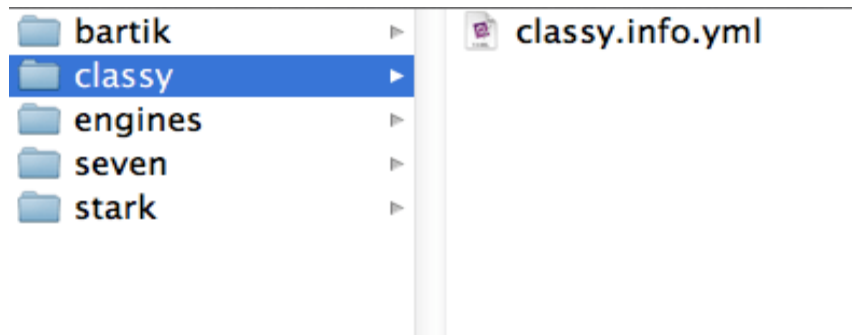 bartik
classy
engines
seven
stark
classy.info.yml